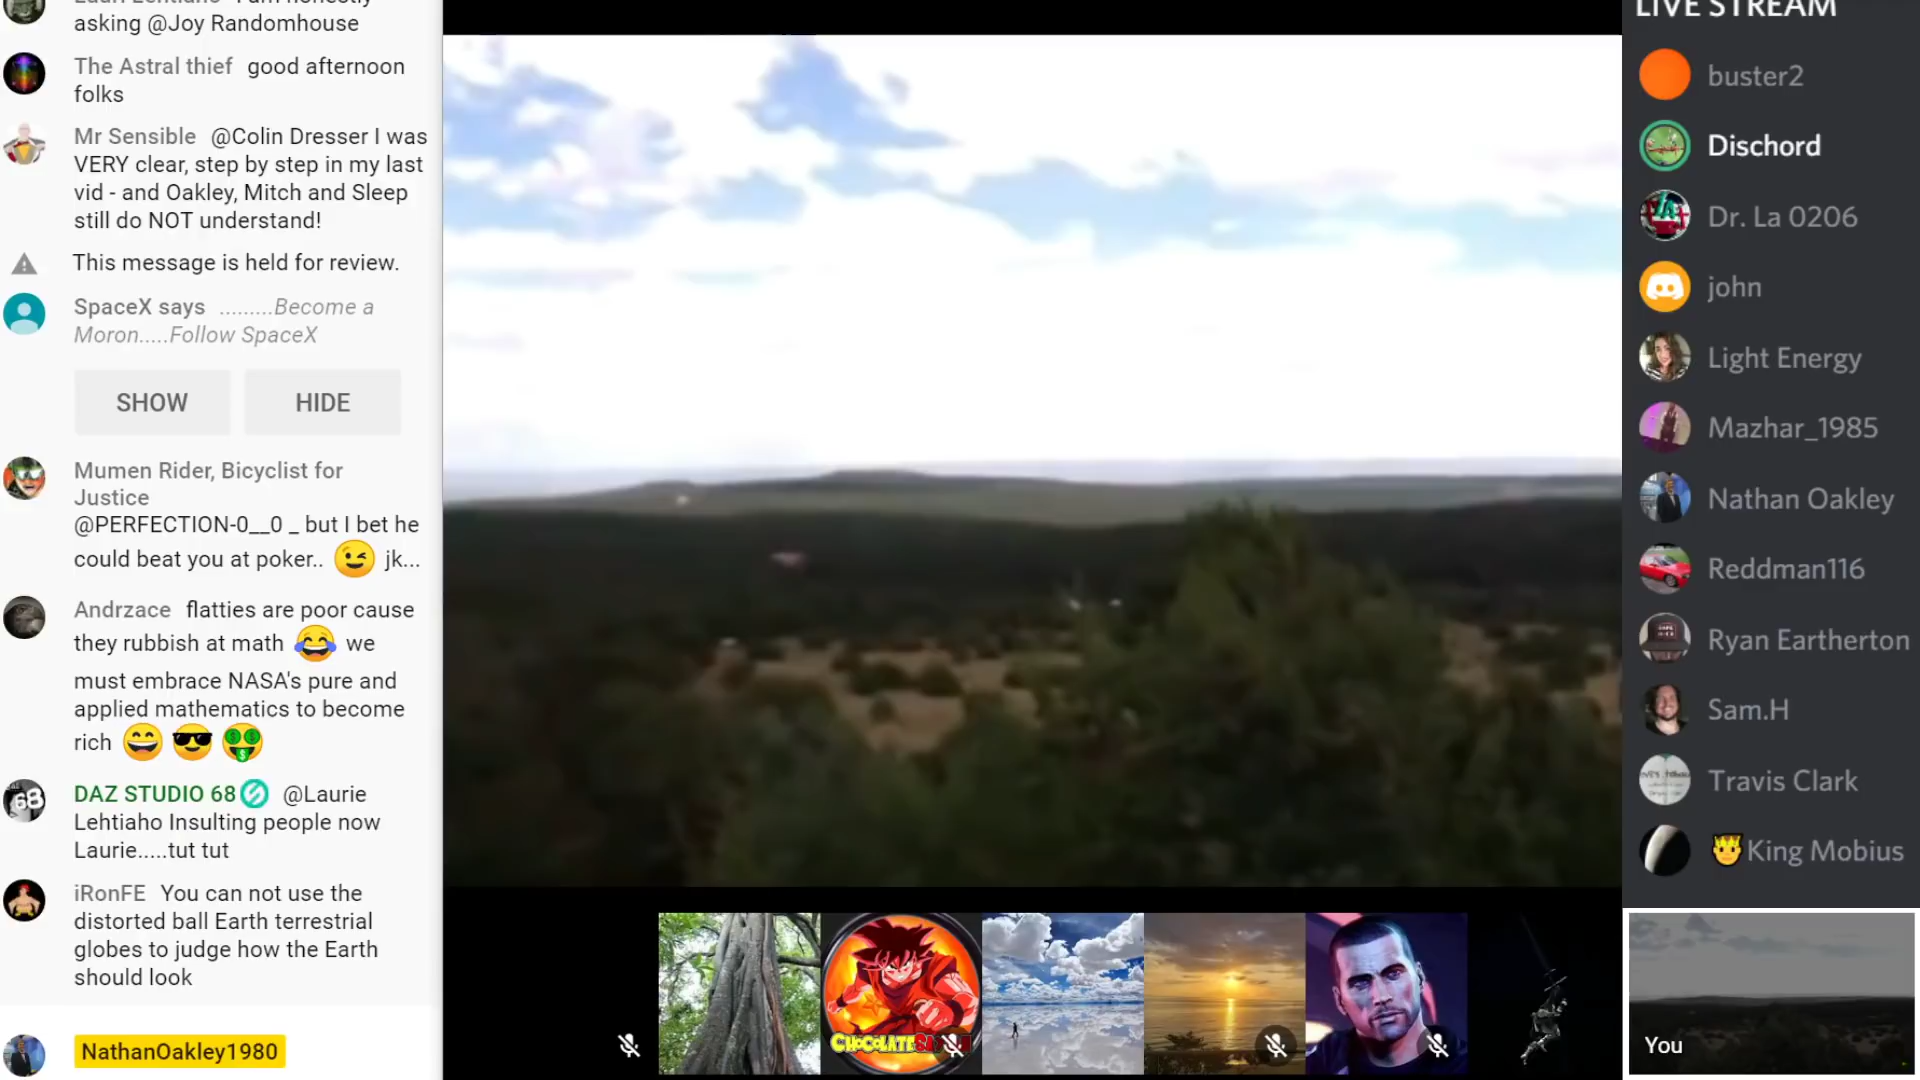 asking @Joy Randomhouse
The Astral thief good afternoon
folks
Mr Sensible @Colin Dresser I was
VERY clear, step by step in my last
vid - and Oakley, Mitch and Sleep
still do NOT understand!
This message is held for review.
SpaceX says .........Become a
Moron.....Follow SpaceX
SHOW HIDE
Mumen Rider, Bicyclist for
Justice
@PERFECTION-0__0 _ but I bet he
could beat you at poker.. 😉 jk...
Andrzace flatties are poor cause
they rubbish at math 😂 we
must embrace NASA's pure and
applied mathematics to become
rich 😄 😎 🤑
DAZ STUDIO 68 @Laurie
Lehtiaho Insulting people now
Laurie.....tut tut
iRonFE You can not use the
distorted ball Earth terrestrial
globes to judge how the Earth
should look
NathanOakley1980
LIVE STREAM
buster2
Dischord
Dr. La 0206
john
Light Energy
Mazhar_1985
Nathan Oakley
Reddman116
Ryan Eartherton
Sam.H
Travis Clark
🤴King Mobius
You
68